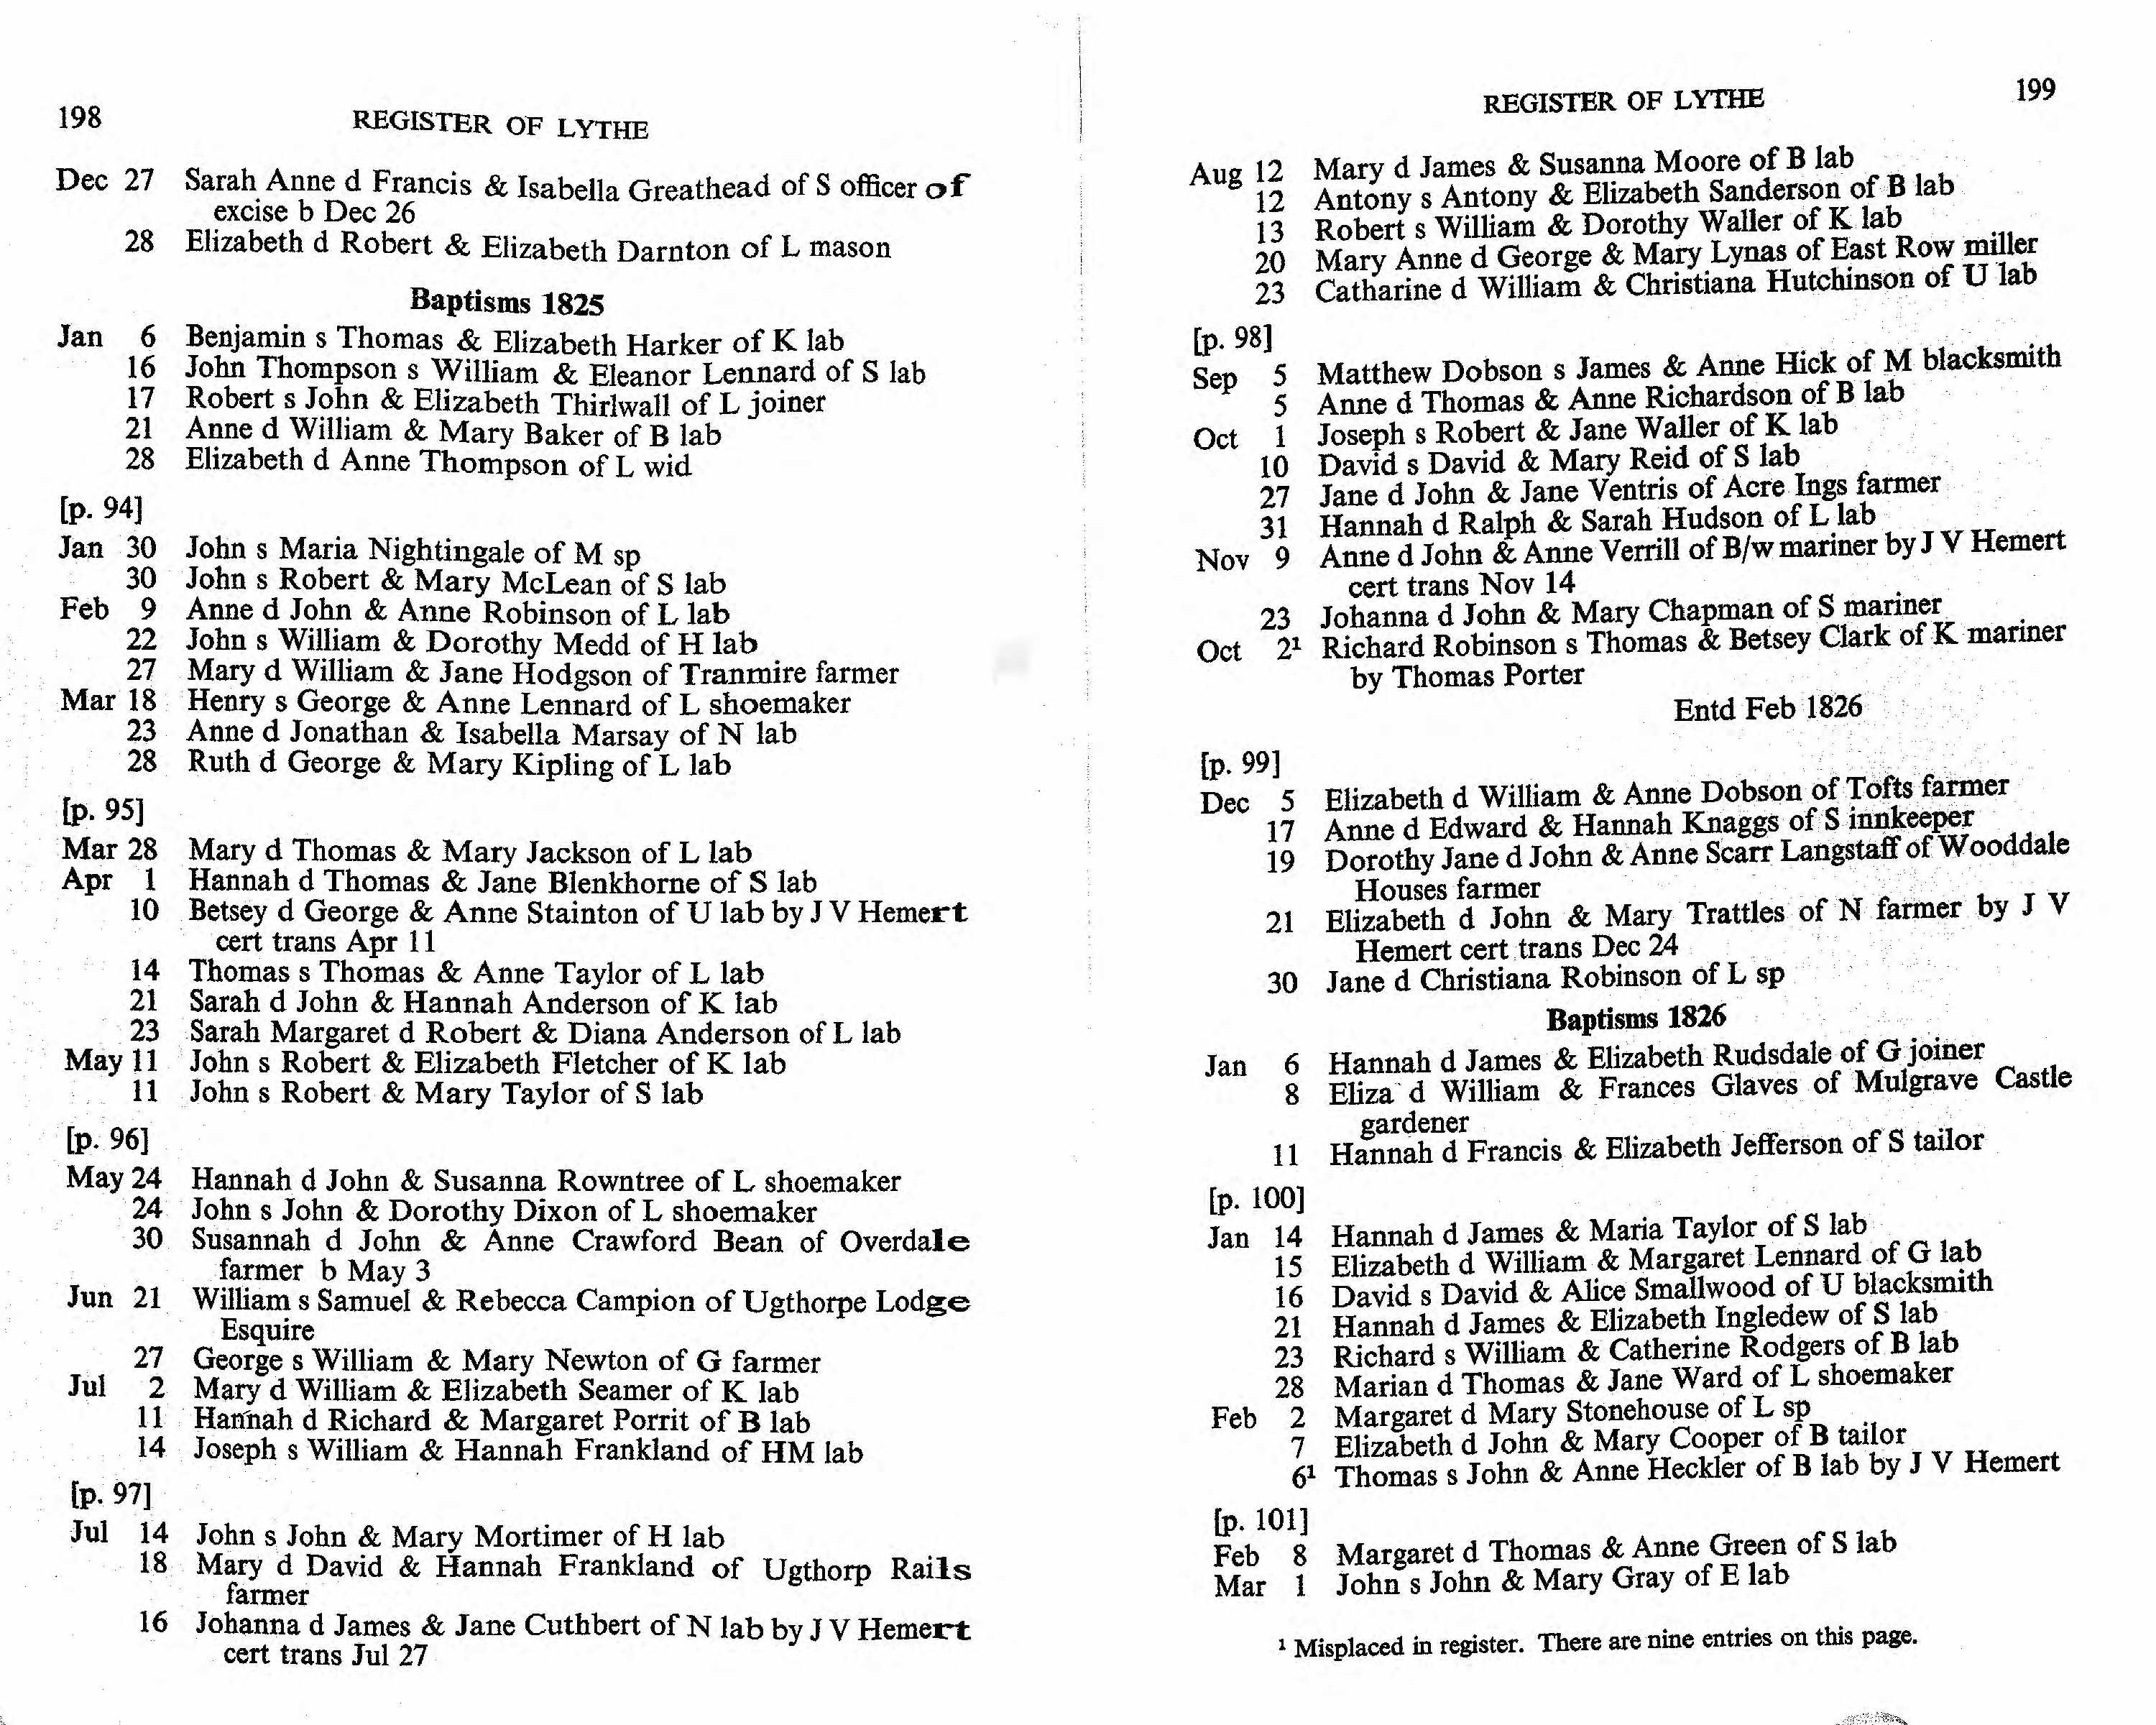 198
REGISTER OF LYTHE
Dec 27 Sarah Anne d Francis & Isabella Greathead of S officer of
excise b Dec 26
28 Elizabeth d Robert & Elizabeth Darnton of L mason
Baptisms 1825
Jan 6 Benjamin s Thomas & Elizabeth Harker of K lab
16 John Thompson s William & Eleanor Lennard of S lab
17 Robert s John & Elizabeth Thirlwall of L joiner
21 Anne d William & Mary Baker of B lab
28 Elizabeth d Anne Thompson of L wid
[p. 94]
Jan 30 John s Maria Nightingale of M sp
30 John s Robert & Mary McLean of S lab
Feb 9 Anne d John & Anne Robinson of L lab
22 John s William & Dorothy Medd of H lab
27 Mary d William & Jane Hodgson of Tranmire farmer
Mar 18 Henry s George & Anne Lennard of L shoemaker
23 Anne d Jonathan & Isabella Marsay of N lab
28 Ruth d George & Mary Kipling of L lab
[p. 95]
Mar 28 Mary d Thomas & Mary Jackson of L lab
Apr 1 Hannah d Thomas & Jane Blenkhorne of S lab
10 Betsey d George & Anne Stainton of U lab by J V Hemert
cert trans Apr 11
14 Thomas s Thomas & Anne Taylor of L lab
21 Sarah d John & Hannah Anderson of K lab
23 Sarah Margaret d Robert & Diana Anderson of L lab
May 11 John s Robert & Elizabeth Fletcher of K lab
11 John s Robert & Mary Taylor of S lab
[p. 96]
May 24 Hannah d John & Susanna Rowntree of L shoemaker
24 John s John & Dorothy Dixon of L shoemaker
30 Susannah d John & Anne Crawford Bean of Overdale
farmer b May 3
Jun 21 William s Samuel & Rebecca Campion of Ugthorpe Lodge
Esquire
27 George s William & Mary Newton of G farmer
Jul 2 Mary d William & Elizabeth Seamer of K lab
11 Hannah d Richard & Margaret Porrit of B lab
14 Joseph s William & Hannah Frankland of HM lab
[p. 97]
Jul 14 John s John & Mary Mortimer of H lab
18 Mary d David & Hannah Frankland of Ugthorp Rails
farmer
16 Johanna d James & Jane Cuthbert of N lab by J V Hemert
cert trans Jul 27
REGISTER OF LYTHE
199
Aug 12 Mary d James & Susanna Moore of B lab
12 Antony s Antony & Elizabeth Sanderson of B lab
13 Robert s William & Dorothy Waller of K lab
20 Mary Anne d George & Mary Lynas of East Row miller
23 Catharine d William & Christiana Hutchinson of U lab
[p. 98]
Sep 5 Matthew Dobson s James & Anne Hick of M blacksmith
5 Anne d Thomas & Anne Richardson of B lab
Oct 1 Joseph s Robert & Jane Waller of K lab
10 David s David & Mary Reid of S lab
27 Jane d John & Jane Ventris of Acre Ings farmer
31 Hannah d Ralph & Sarah Hudson of L lab
Nov 9 Anne d John & Anne Verrill of B/w mariner by J V Hemert
cert trans Nov 14
23 Johanna d John & Mary Chapman of S mariner
Oct 2¹ Richard Robinson s Thomas & Betsey Clark of K mariner
by Thomas Porter
Entd Feb 1826
[p. 99]
Dec 5 Elizabeth d William & Anne Dobson of Tofts farmer
17 Anne d Edward & Hannah Knaggs of S innkeeper
19 Dorothy Jane d John & Anne Scarr Langstaff of Wooddale
Houses farmer
21 Elizabeth d John & Mary Trattles of N farmer by J V
Hemert cert trans Dec 24
30 Jane d Christiana Robinson of L sp
Baptisms 1826
Jan 6 Hannah d James & Elizabeth Rudsdale of G joiner
8 Eliza d William & Frances Glaves of Mulgrave Castle
gardener
11 Hannah d Francis & Elizabeth Jefferson of S tailor
[p. 100]
Jan 14 Hannah d James & Maria Taylor of S lab
15 Elizabeth d William & Margaret Lennard of G lab
16 David s David & Alice Smallwood of U blacksmith
21 Hannah d James & Elizabeth Ingledew of S lab
23 Richard s William & Catherine Rodgers of B lab
28 Marian d Thomas & Jane Ward of L shoemaker
Feb 2 Margaret d Mary Stonehouse of L sp
7 Elizabeth d John & Mary Cooper of B tailor
6¹ Thomas s John & Anne Heckler of B lab by J V Hemert
[p. 101]
Feb 8 Margaret d Thomas & Anne Green of S lab
Mar 1 John s John & Mary Gray of E lab
¹ Misplaced in register. There are nine entries on this page.